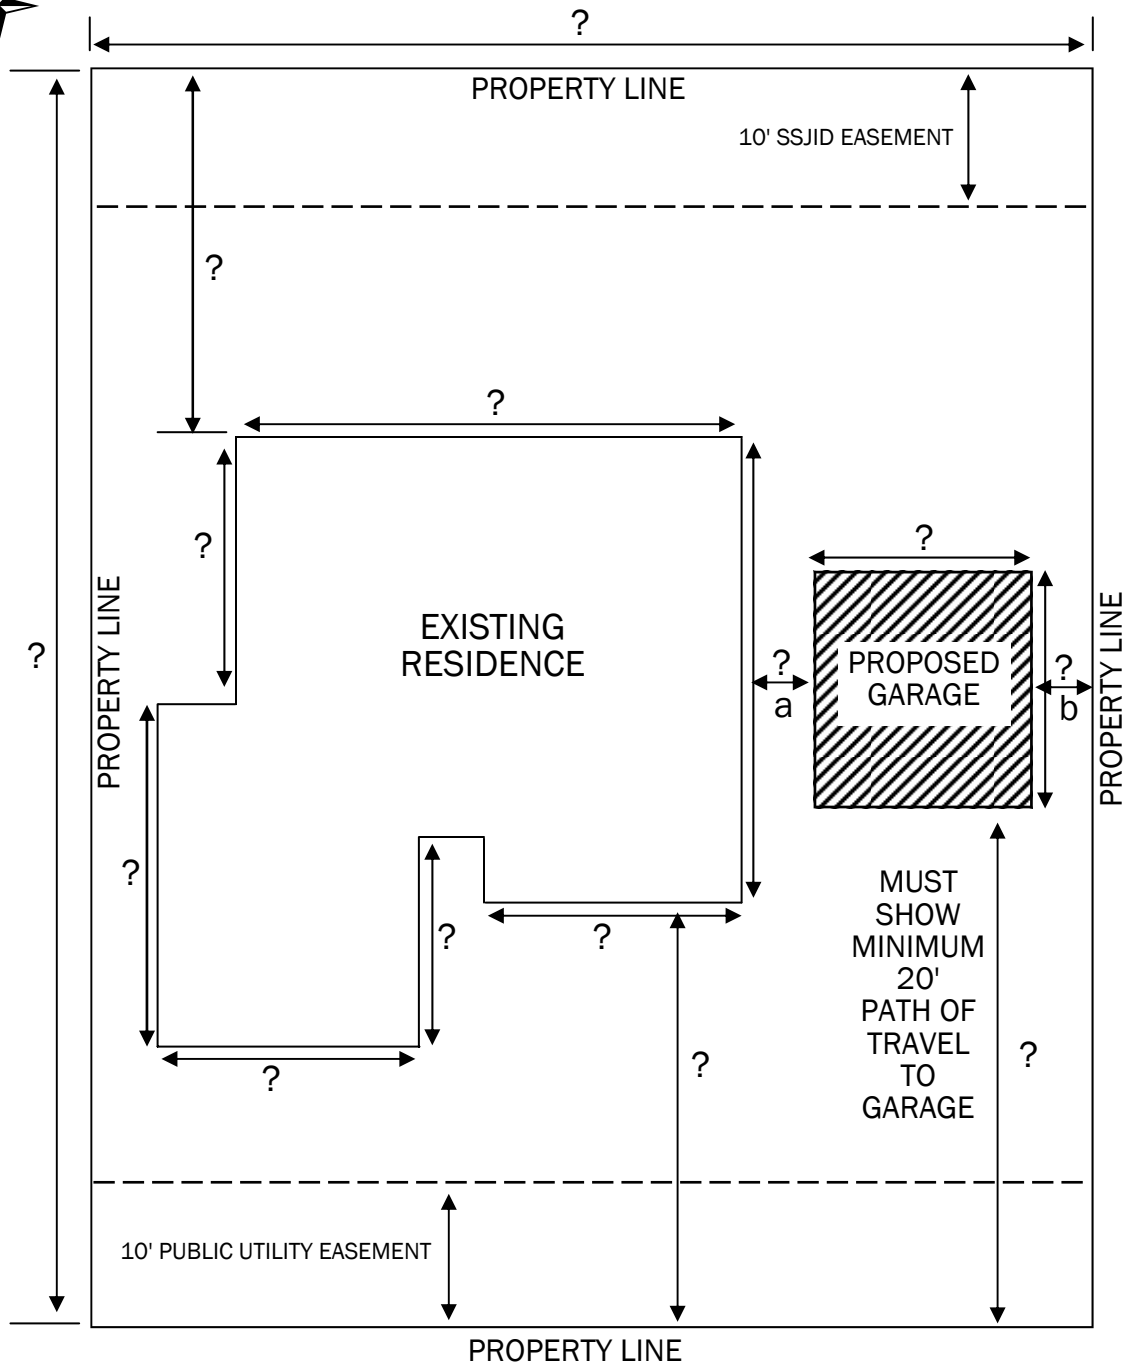 ?
PROPERTY LINE
10' SSJID EASEMENT
?
?
?
?
EXISTING
RESIDENCE
PROPERTY LINE
?
?
a
PROPOSED
GARAGE
?
b
PROPERTY LINE
?
?
?
MUST
SHOW
MINIMUM
20'
PATH OF
TRAVEL
TO
GARAGE
?
?
?
10' PUBLIC UTILITY EASEMENT
PROPERTY LINE